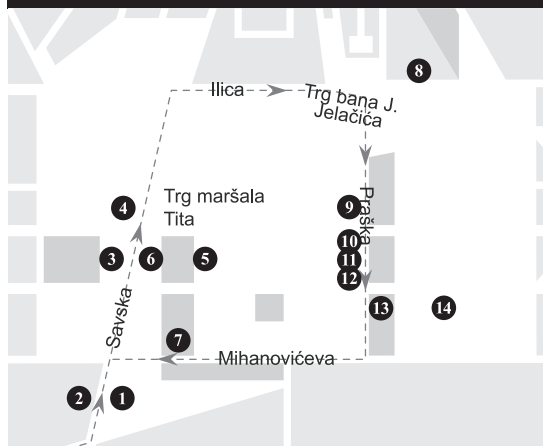 8
Ilica
Trg bana J.
Jelačića
4
Trg maršala
Tita
9
Praška
10
3
6
5
11
12
13
14
Savska
7
Mihanovićeva
2
1